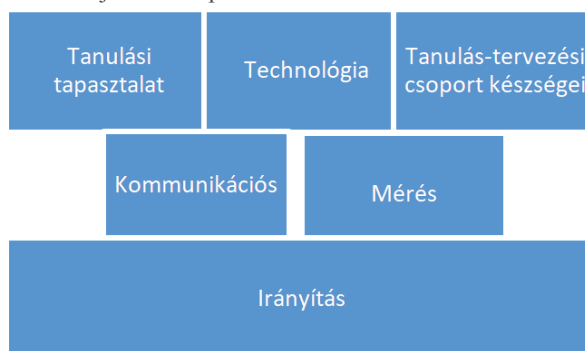 Tanulási
tapasztalat
Technológia
Tanulás-tervezési
csoport készségei
Kommunikációs
Mérés
Irányítás